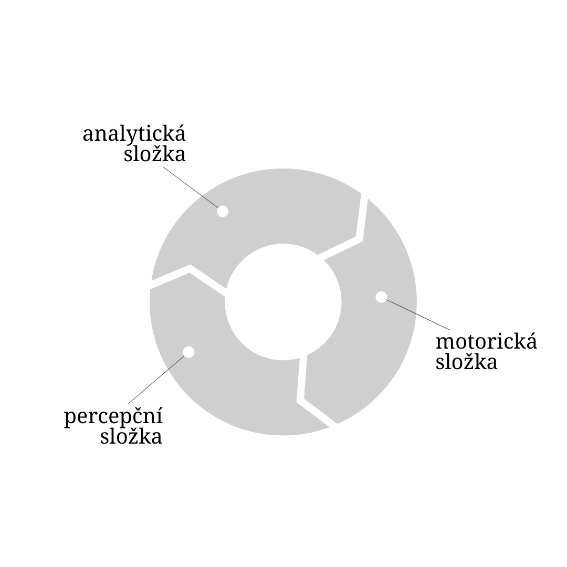 analytická
složka
motorická
složka
percepční
složka